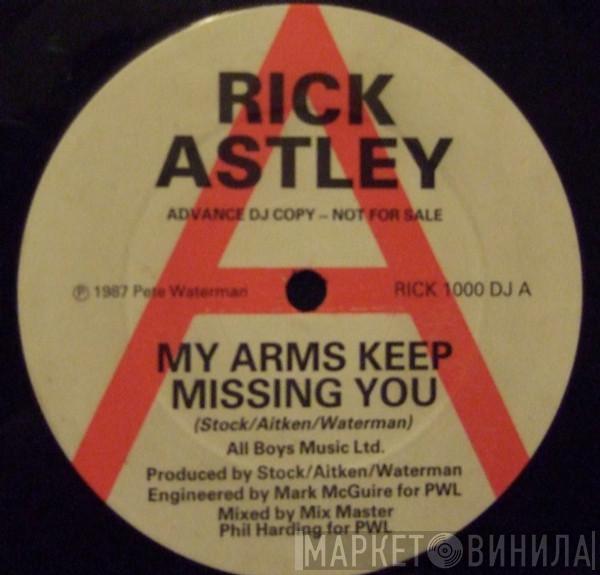 RICK
ASTLEY
ADVANCE DJ COPY – NOT FOR SALE
℗ 1987 Pete Waterman
RICK 1000 DJ A
MY ARMS KEEP
MISSING YOU
(Stock/Aitken/Waterman)
All Boys Music Ltd.
Produced by Stock/Aitken/Waterman
Engineered by Mark McGuire for PWL
Mixed by Mix Master
Phil Harding for PWL
МАРКЕТ ВИНИЛА